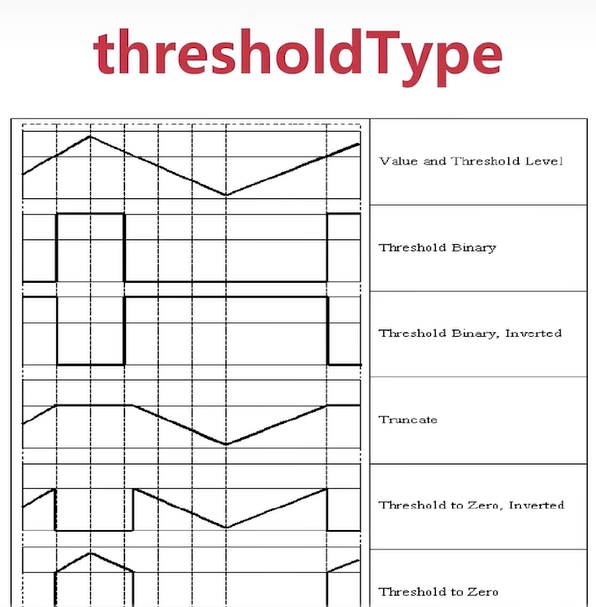 thresholdType
Value and Threshold Level
Threshold Binary
Threshold Binary, Inverted
Truncate
Threshold to Zero, Inverted
Threshold to Zero